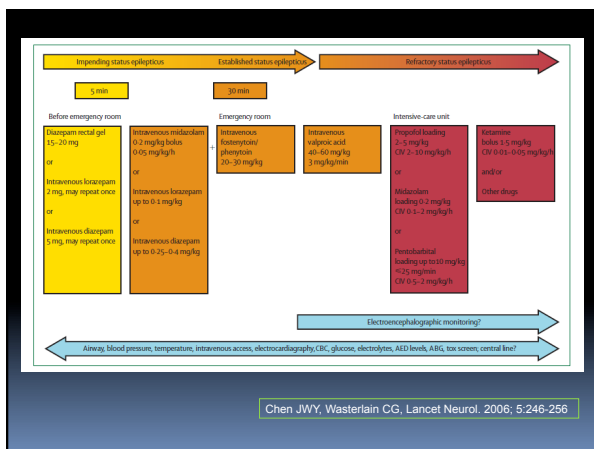 Impending status epilepticus
Established status epilepticus
Refractory status epilepticus
5 min
30 min
Before emergency room
Emergency room
Intensive-care unit
Diazepam rectal gel
15–20 mg
or
Intravenous lorazepam
2 mg, may repeat once
or
Intravenous diazepam
5 mg, may repeat once
Intravenous midazolam
0·2 mg/kg bolus
0·05 mg/kg/h
or
Intravenous lorazepam
up to 0·1 mg/kg
or
Intravenous diazepam
up to 0·25–0·4 mg/kg
+
Intravenous
fostenytoin/
phenytoin
20–30 mg/kg
Intravenous
valproic acid
40–60 mg/kg
3 mg/kg/min
Propofol loading
2–5 mg/kg
CIV 2–10 mg/kg/h
or
Midazolam
loading 0·2 mg/kg
CIV 0·1–2 mg/kg/h
or
Pentobarbital
loading up to10 mg/kg
≤25 mg/min
CIV 0·5–2 mg/kg/h
Ketamine
bolus 1·5 mg/kg
CIV 0·01–0·05 mg/kg/h
and/or
Other drugs
Electroencephalographic monitoring?
Airway, blood pressure, temperature, intravenous access, electrocardiagraphy,CBC, glucose, electrolytes, AED levels, ABG, tox screen; central line?
Chen JWY, Wasterlain CG, Lancet Neurol. 2006; 5:246-256